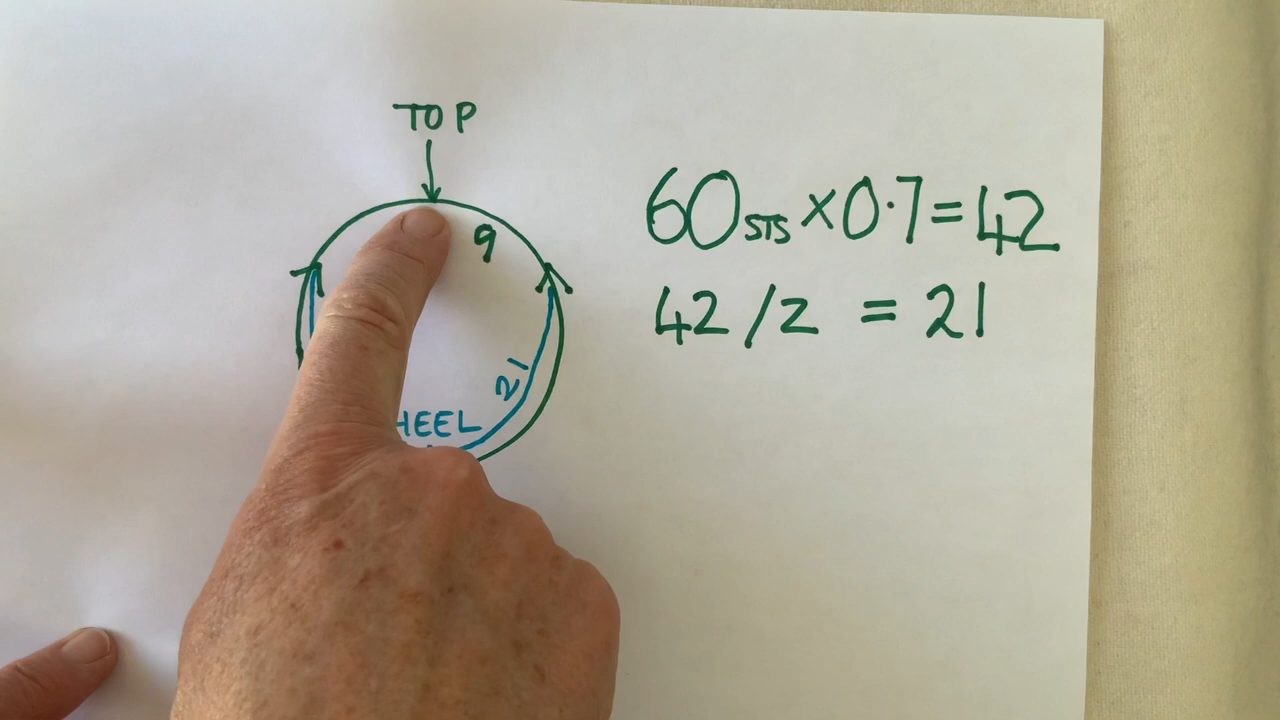 TOP
60 STS × 0.7 = 42
42 / 2 = 21
9
21
HEEL